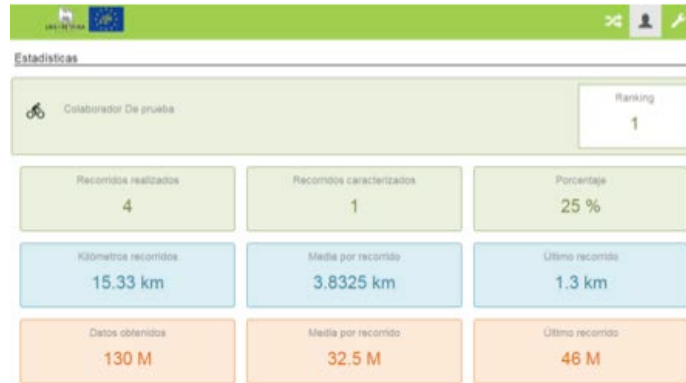 Estadísticas
Colaborador De prueba
Ranking
1
Recorridos realizados
4
Recorridos caracterizados
1
Porcentaje
25 %
Kilómetros recorridos
15.33 km
Media por recorrido
3.8325 km
Último recorrido
1.3 km
Datos obtenidos
130 M
Media por recorrido
32.5 M
Último recorrido
46 M